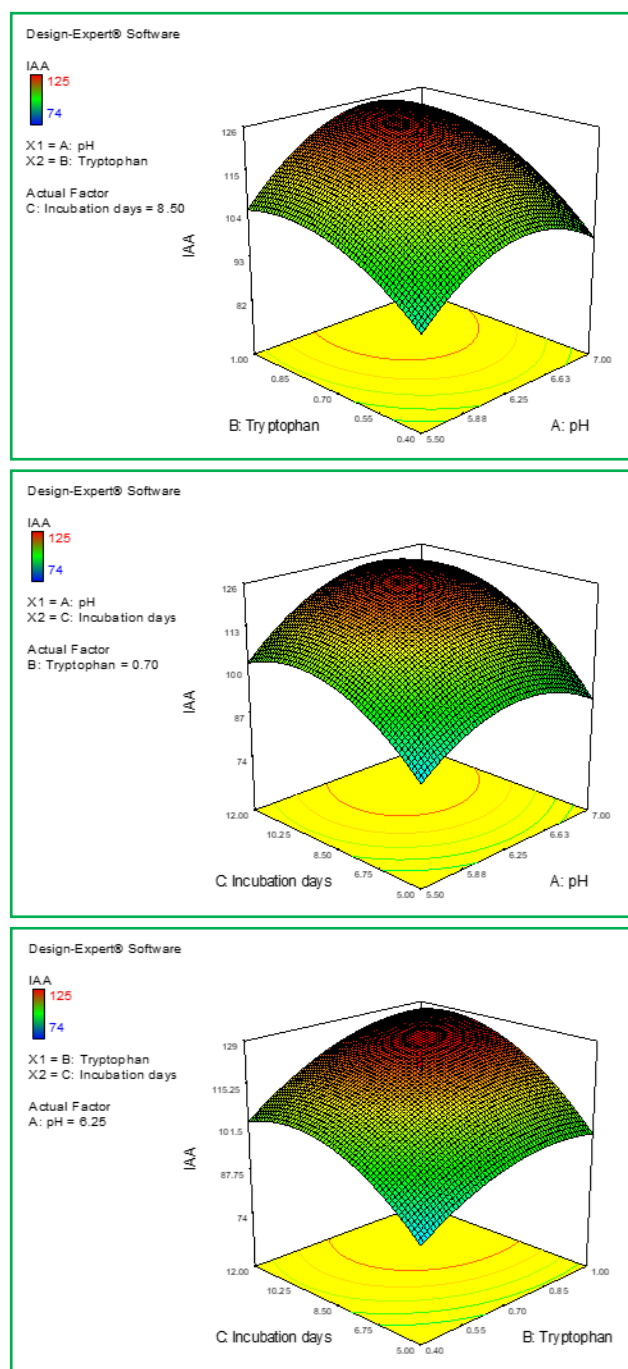 Design-Expert® Software
IAA
125
74
X1 = A: pH
X2 = B: Tryptophan
Actual Factor
C: Incubation days = 8.50
126
115
104
93
82
IAA
1.00
0.85
0.70
0.55
0.40
5.50
5.88
6.25
6.63
7.00
B: Tryptophan
A: pH
Design-Expert® Software
IAA
125
74
X1 = A: pH
X2 = C: Incubation days
Actual Factor
B: Tryptophan = 0.70
126
113
100
87
74
IAA
12.00
10.25
8.50
6.75
5.00
5.50
5.88
6.25
6.63
7.00
C: Incubation days
A: pH
Design-Expert® Software
IAA
125
74
X1 = B: Tryptophan
X2 = C: Incubation days
Actual Factor
A: pH = 6.25
129
115.25
101.5
87.75
74
IAA
12.00
10.25
8.50
6.75
5.00
0.40
0.55
0.70
0.85
1.00
C: Incubation days
B: Tryptophan